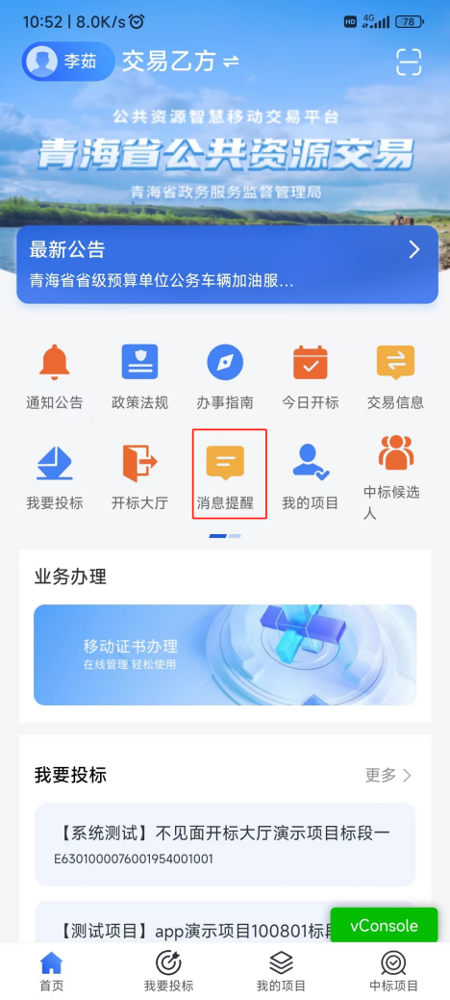 10:52 | 8.0K/s HD 4G 78
李茹 交易乙方
公共资源智慧移动交易平台
青海省公共资源交易
青海省政务服务监督管理局
最新公告
青海省省级预算单位公务车辆加油服...
通知公告 政策法规 办事指南 今日开标 交易信息
我要投标 开标大厅 消息提醒 我的项目 中标候选
人
业务办理
移动证书办理
在线管理 轻松使用
我要投标 更多
【系统测试】不见面开标大厅演示项目标段一
E6301000076001954001001
【测试项目】app演示项目100801标段
vConsole
首页 我要投标 我的项目 中标项目